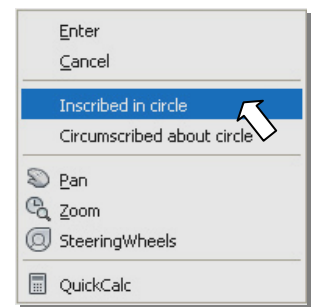 Enter
Cancel
Inscribed in circle
Circumscribed about circle
Pan
Zoom
SteeringWheels
QuickCalc